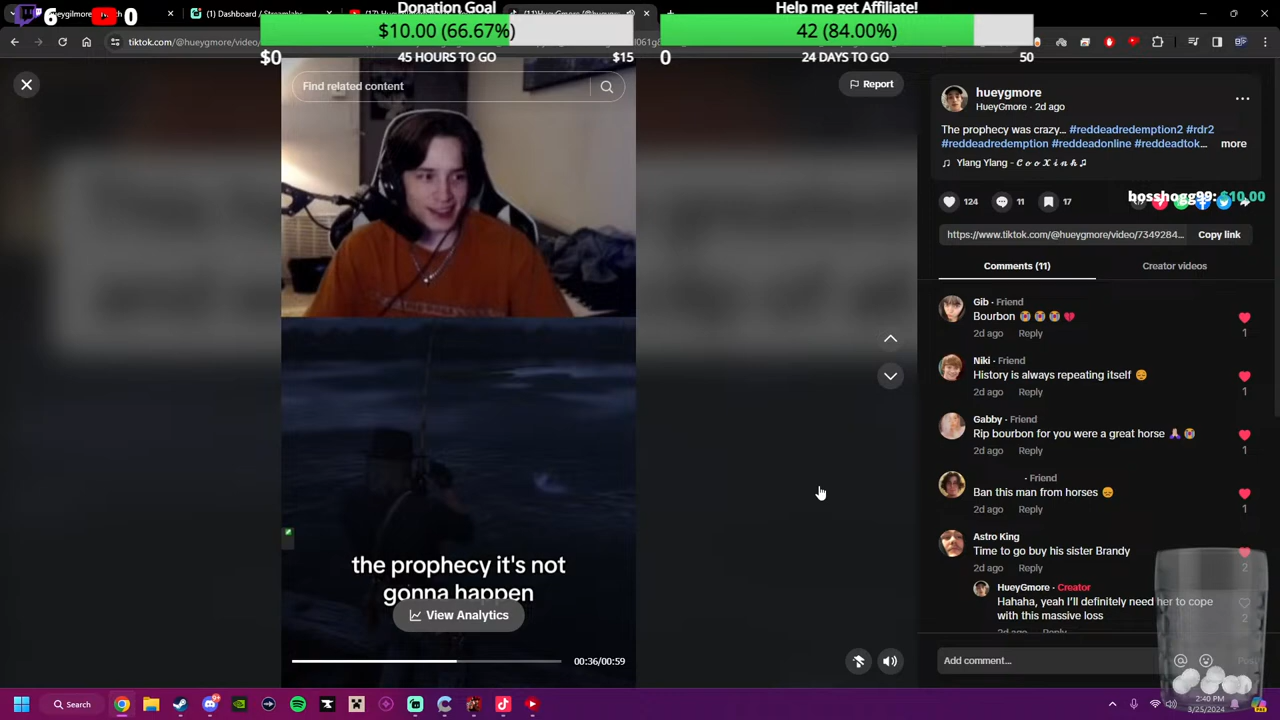 6
0
(1) Dashboard / Streamlabs
Donation Goal
$10.00 (66.67%)
$0
45 HOURS TO GO
$15
Help me get Affiliate!
42 (84.00%)
0
24 DAYS TO GO
50
tiktok.com/@hueygmore/video/
Find related content
Report
hueygmore
HueyGmore · 2d ago
The prophecy was crazy... #reddeadredemption2 #rdr2
#reddeadredemption #reddeadonline #reddeadtok... more
Ylang Ylang - C o o X i n h
bosshogg99: $10.00
124
11
17
https://www.tiktok.com/@hueygmore/video/7349284...
Copy link
Comments (11)
Creator videos
Gib · Friend
Bourbon 😭😭😭💔
2d ago Reply
1
Niki · Friend
History is always repeating itself 😔
2d ago Reply
1
Gabby · Friend
Rip bourbon for you were a great horse 🙏🏻😭
2d ago Reply
1
· Friend
Ban this man from horses 😔
2d ago Reply
1
Astro King
Time to go buy his sister Brandy
2d ago Reply
2
HueyGmore · Creator
Hahaha, yeah I'll definitely need her to cope
with this massive loss
2d ago Reply
2
the prophecy it's not
gonna happen
View Analytics
00:36/00:59
Add comment...
Post
Search
2:40 PM
3/25/2024